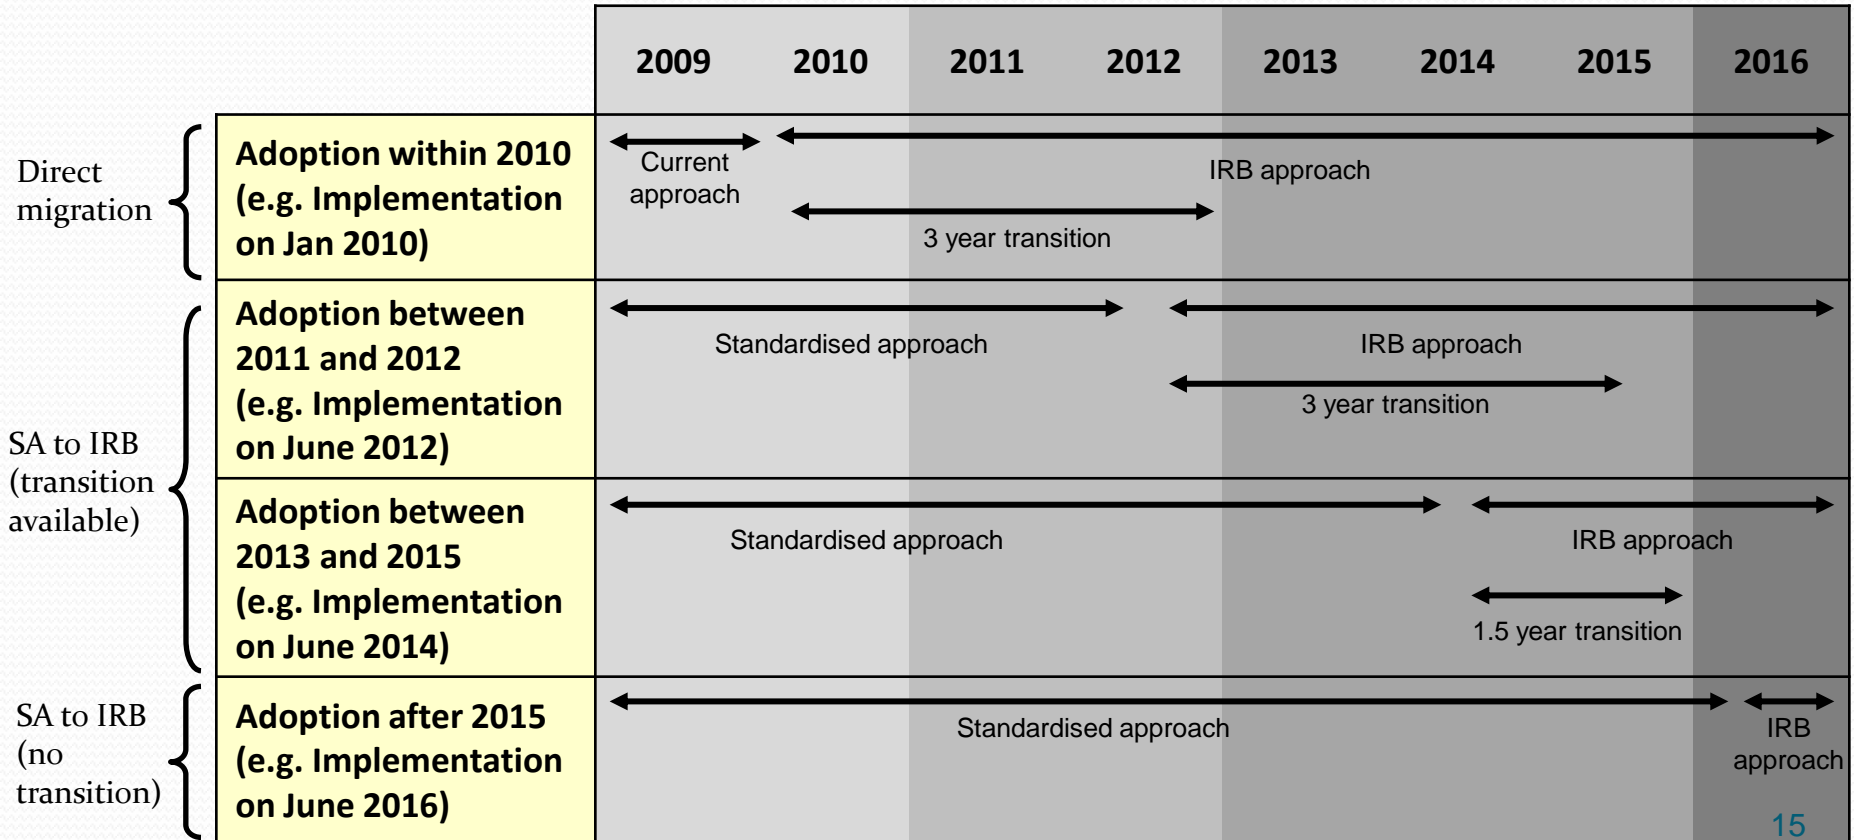 2009 2010 2011 2012 2013 2014 2015 2016
Direct
migration
Adoption within 2010
(e.g. Implementation
on Jan 2010)
Current
approach
IRB approach
3 year transition
SA to IRB
(transition
available)
Adoption between
2011 and 2012
(e.g. Implementation
on June 2012)
Standardised approach
IRB approach
3 year transition
Adoption between
2013 and 2015
(e.g. Implementation
on June 2014)
Standardised approach
IRB approach
1.5 year transition
SA to IRB
(no
transition)
Adoption after 2015
(e.g. Implementation
on June 2016)
Standardised approach
IRB
approach
15